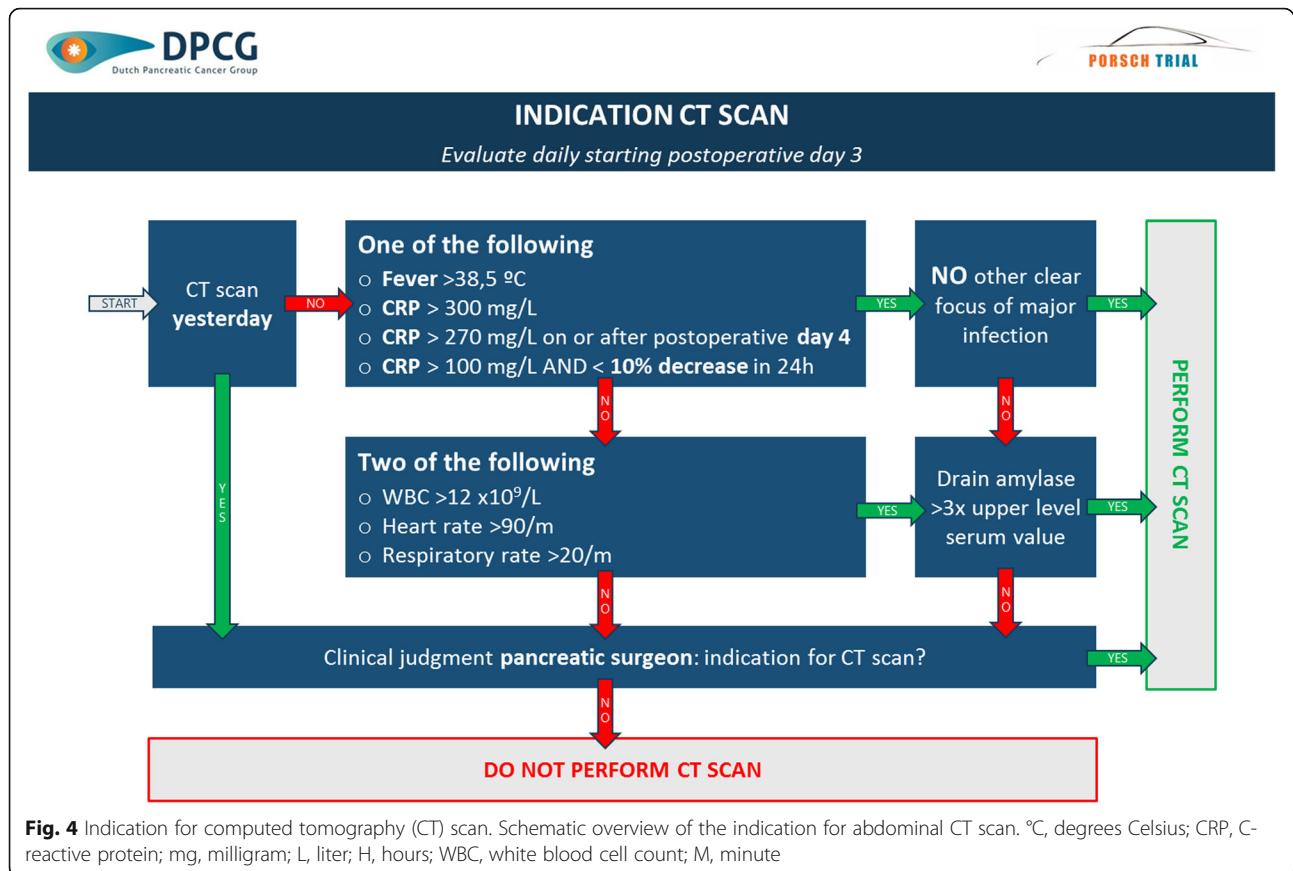 DPCG
Dutch Pancreatic Cancer Group
PORSCH TRIAL
INDICATION CT SCAN
Evaluate daily starting postoperative day 3
START
CT scan
yesterday
NO
One of the following
o Fever >38,5 ºC
o CRP > 300 mg/L
o CRP > 270 mg/L on or after postoperative day 4
o CRP > 100 mg/L AND < 10% decrease in 24h
YES
NO other clear
focus of major
infection
YES
PERFORM CT SCAN
YES
NO
NO
Two of the following
o WBC >12 x10⁹/L
o Heart rate >90/m
o Respiratory rate >20/m
YES
Drain amylase
>3x upper level
serum value
YES
NO
NO
Clinical judgment pancreatic surgeon: indication for CT scan?
YES
NO
DO NOT PERFORM CT SCAN
Fig. 4 Indication for computed tomography (CT) scan. Schematic overview of the indication for abdominal CT scan. °C, degrees Celsius; CRP, C-
reactive protein; mg, milligram; L, liter; H, hours; WBC, white blood cell count; M, minute